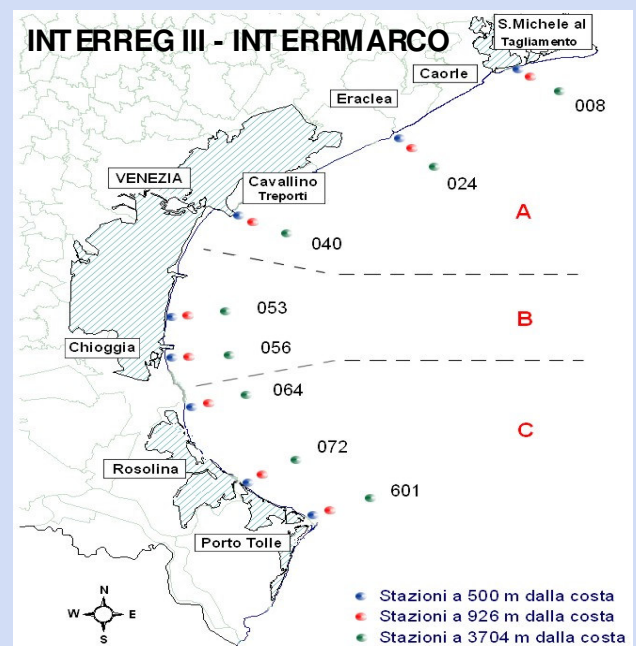 INTERREG III - INTERRMARCO
S.Michele al
Tagliamento
Caorle
Eraclea
008
024
VENEZIA
Cavallino
Treporti
A
040
053
B
Chioggia
056
064
C
072
Rosolina
601
Porto Tolle
N
W E
S
Stazioni a 500 m dalla costa
Stazioni a 926 m dalla costa
Stazioni a 3704 m dalla costa